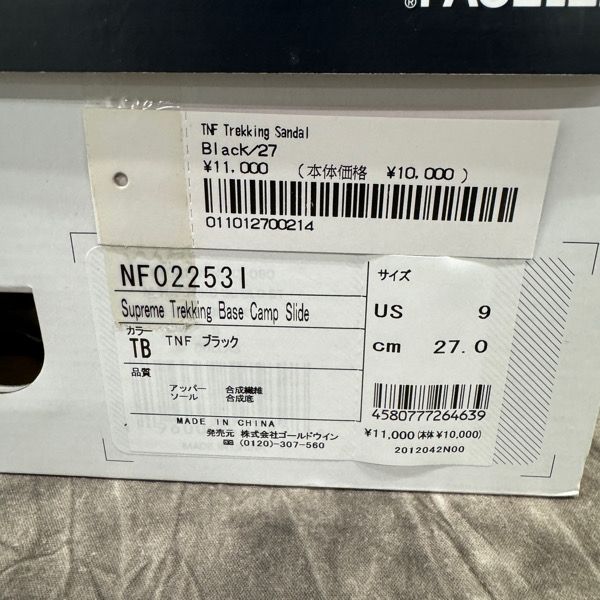 TNF Trekking Sandal
Black/27
¥11,000 (本体価格 ¥10,000)
011012700214
NF02253I
Supreme Trekking Base Camp Slide
カラー
TB TNF ブラック
品質
アッパー 合成繊維
ソール 合成底
MADE IN CHINA
発売元 株式会社ゴールドウイン
(0120)-307-560
サイズ
US 9
cm 27.0
4580777264639
¥11,000(本体 ¥10,000)
2012042N00